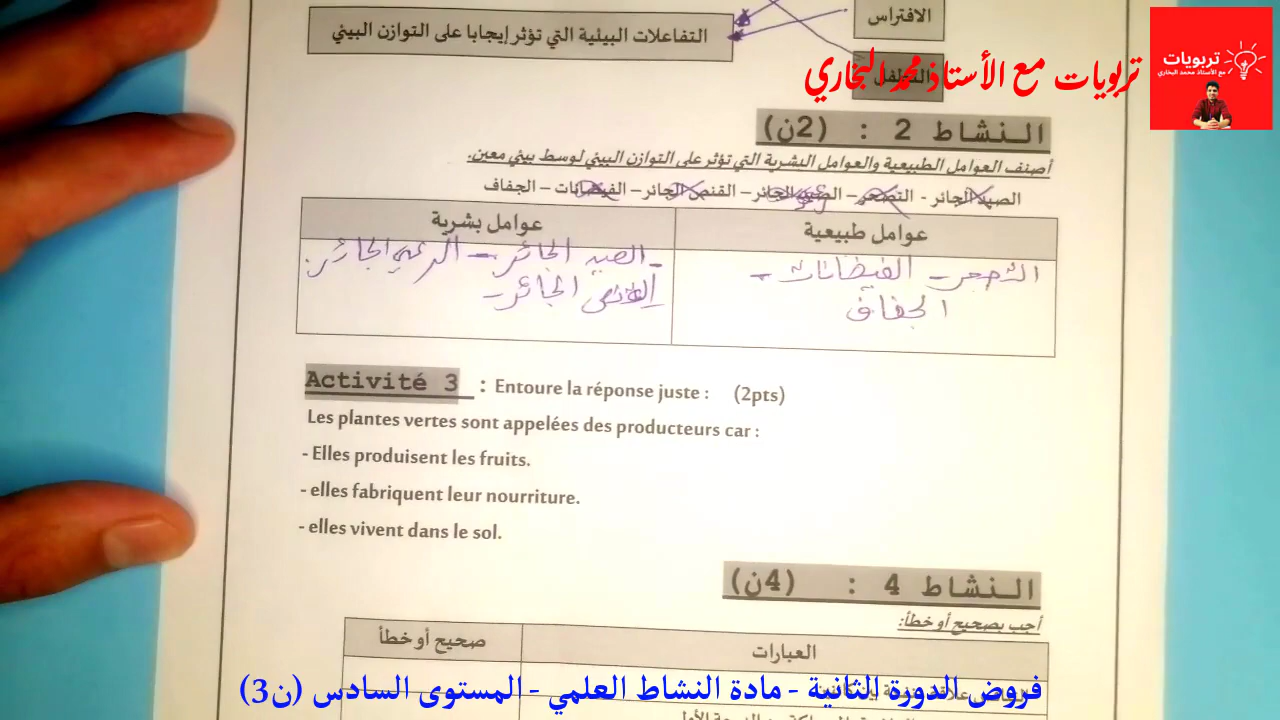 الافتراس
التفاعلات البيئية التي تؤثر إيجابا على التوازن البيئي
تربويات مع الأستاذ محمد البخاري
تربويات
مع الأستاذ محمد البخاري
النشاط 2 : (2ن)
أصنف العوامل الطبيعية والعوامل البشرية التي تؤثر على التوازن البيئي لوسط بيئي معين.
الصيد الجائر - التصحر - الجائر - القنص الجائر - الفيضانات - الجفاف
عوامل طبيعية
عوامل بشرية
التصحر - الفيضانات -
الجفاف
- الصيد الجائر - الرعي الجائر.
القنص الجائر -
Activité 3 : Entoure la réponse juste : (2pts)
Les plantes vertes sont appelées des producteurs car :
- Elles produisent les fruits.
- elles fabriquent leur nourriture.
- elles vivent dans le sol.
النشاط 4 : (4ن)
أجب بصحيح أو خطأ:
العبارات
صحيح أو خطأ
فروض الدورة الثانية - مادة النشاط العلمي - المستوى السادس (ن3)